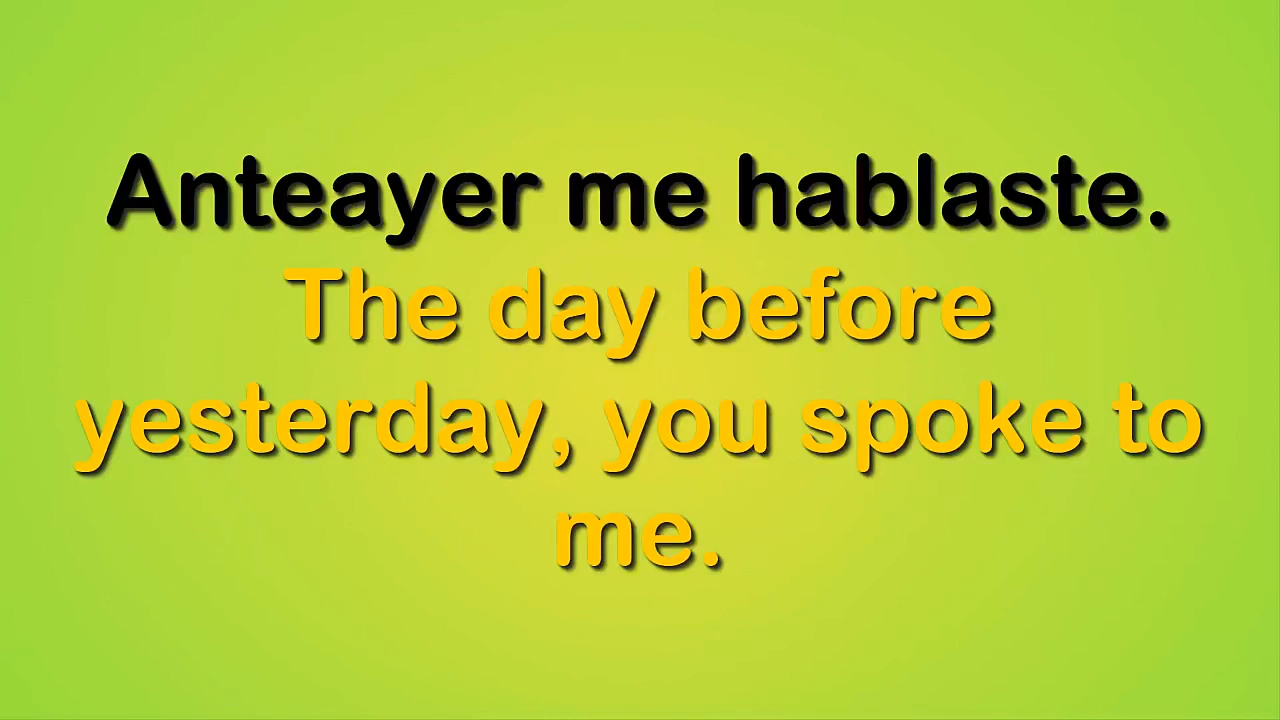 Anteayer me hablaste.
The day before
yesterday, you spoke to
me.